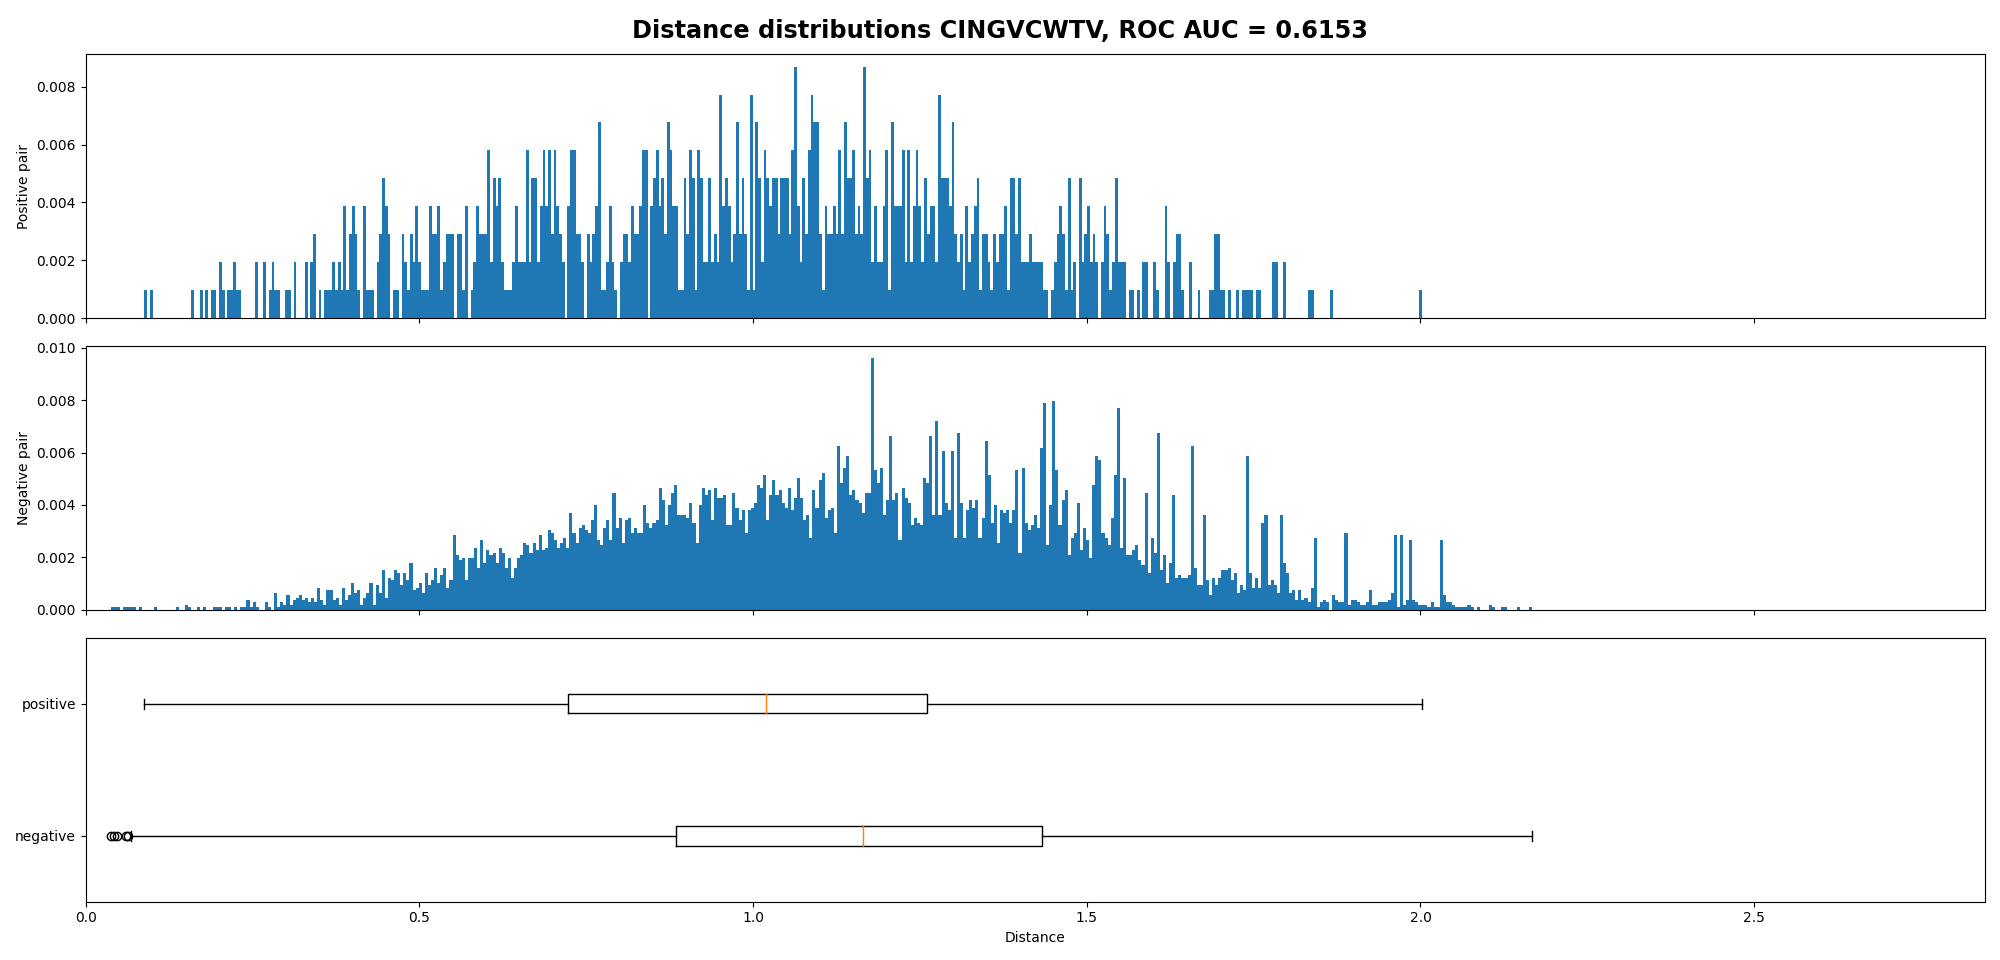 Distance distributions CINGVCWTV, ROC AUC = 0.6153
0.008
0.006
0.004
0.002
0.000
Positive pair
0.010
0.008
0.006
0.004
0.002
0.000
Negative pair
positive
negative
0.0 0.5 1.0 1.5 2.0 2.5
Distance